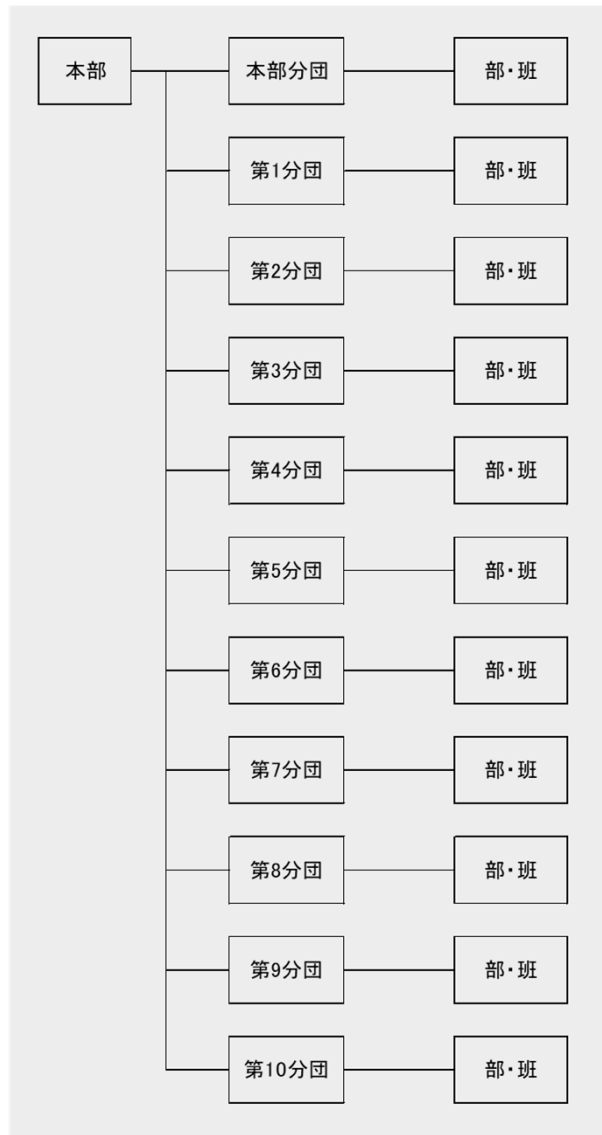 本部
本部分団
部・班
第1分団
部・班
第2分団
部・班
第3分団
部・班
第4分団
部・班
第5分団
部・班
第6分団
部・班
第7分団
部・班
第8分団
部・班
第9分団
部・班
第10分団
部・班